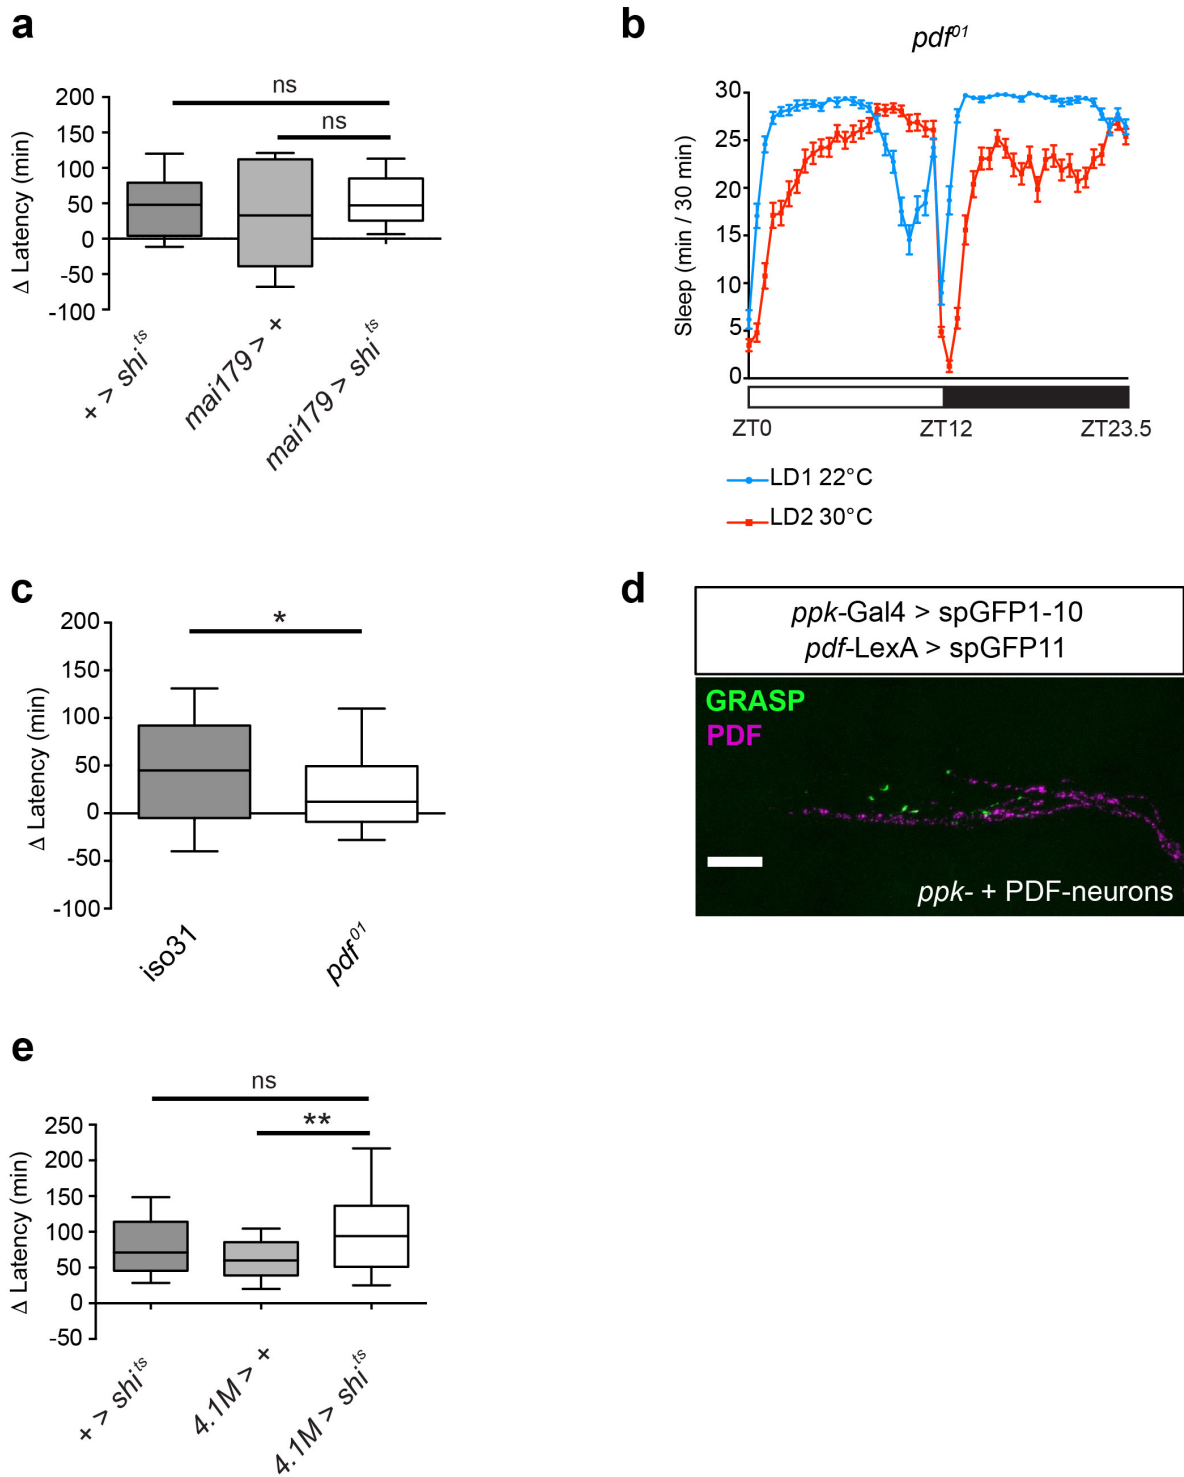 a
ns
ns
Δ Latency (min)
200
150
100
50
0
-50
-100
+ > shi.ts
mai179 > +
mai179 > shi.ts
b
pdf01
Sleep (min / 30 min)
30
25
20
15
10
5
0
ZT0 ZT12 ZT23.5
LD1 22°C
LD2 30°C
c
*
Δ Latency (min)
200
150
100
50
0
-50
-100
iso31
pdf01
d
ppk-Gal4 > spGFP1-10
pdf-LexA > spGFP11
GRASP
PDF
ppk- + PDF-neurons
e
ns
**
Δ Latency (min)
250
200
150
100
50
0
-50
+ > shi.ts
4.1M > +
4.1M > shi.ts